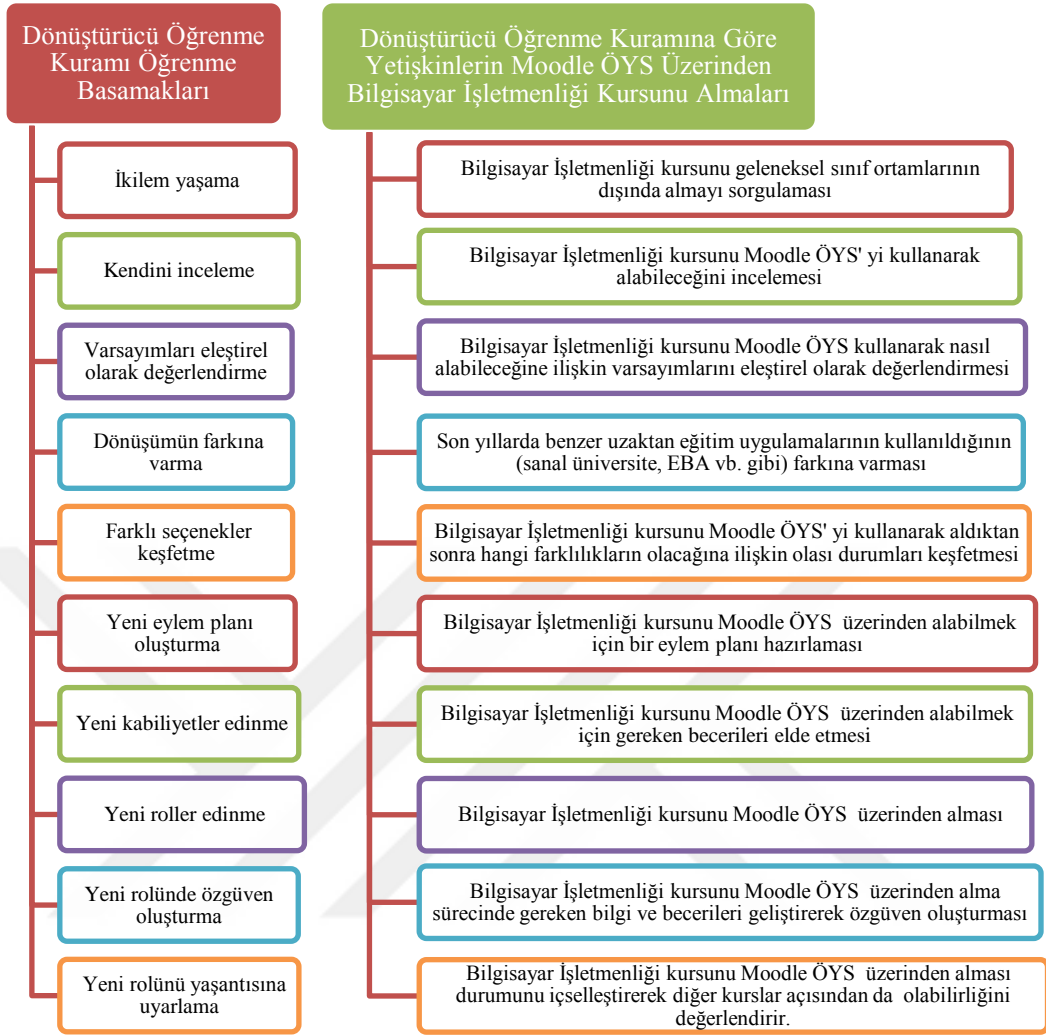 Dönüştürücü Öğrenme
Kuramı Öğrenme
Basamakları
İkilem yaşama
Kendini inceleme
Varsayımları eleştirel
olarak değerlendirme
Dönüşümün farkına
varma
Farklı seçenekler
keşfetme
Yeni eylem planı
oluşturma
Yeni kabiliyetler edinme
Yeni roller edinme
Yeni rolünde özgüven
oluşturma
Yeni rolünü yaşantısına
uyarlama
Dönüştürücü Öğrenme Kuramına Göre
Yetişkinlerin Moodle ÖYS Üzerinden
Bilgisayar İşletmenliği Kursunu Almaları
Bilgisayar İşletmenliği kursunu geleneksel sınıf ortamlarının
dışında almayı sorgulaması
Bilgisayar İşletmenliği kursunu Moodle ÖYS' yi kullanarak
alabileceğini incelemesi
Bilgisayar İşletmenliği kursunu Moodle ÖYS kullanarak nasıl
alabileceğine ilişkin varsayımlarını eleştirel olarak değerlendirmesi
Son yıllarda benzer uzaktan eğitim uygulamalarının kullanıldığının
(sanal üniversite, EBA vb. gibi) farkına varması
Bilgisayar İşletmenliği kursunu Moodle ÖYS' yi kullanarak aldıktan
sonra hangi farklılıkların olacağına ilişkin olası durumları keşfetmesi
Bilgisayar İşletmenliği kursunu Moodle ÖYS üzerinden alabilmek
için bir eylem planı hazırlaması
Bilgisayar İşletmenliği kursunu Moodle ÖYS üzerinden alabilmek
için gereken becerileri elde etmesi
Bilgisayar İşletmenliği kursunu Moodle ÖYS üzerinden alması
Bilgisayar İşletmenliği kursunu Moodle ÖYS üzerinden alma
sürecinde gereken bilgi ve becerileri geliştirerek özgüven oluşturması
Bilgisayar İşletmenliği kursunu Moodle ÖYS üzerinden alması
durumunu içselleştirerek diğer kurslar açısından da olabilirliğini
değerlendirir.